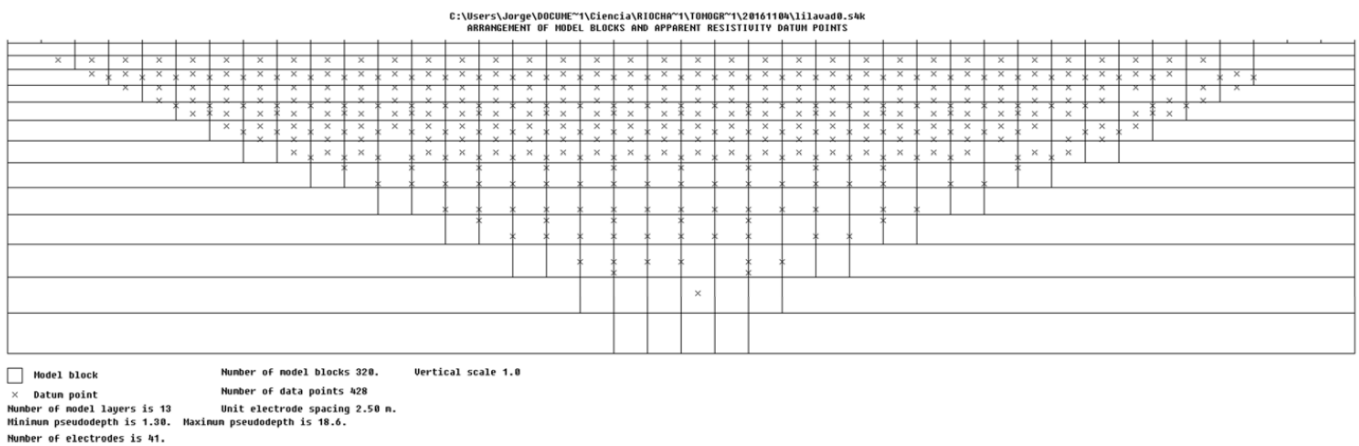 C:\Users\Jorge\DOCUME~1\Ciencia\RIOCHA~1\TOMOGR~1\20161104\lilavad0.s4k
ARRANGEMENT OF MODEL BLOCKS AND APPARENT RESISTIVITY DATUM POINTS
Model block
Number of model blocks 320. Vertical scale 1.0
Datum point
Number of data points 428
Number of model layers is 13
Unit electrode spacing 2.50 m.
Minimum pseudodepth is 1.30. Maximum pseudodepth is 18.6.
Number of electrodes is 41.